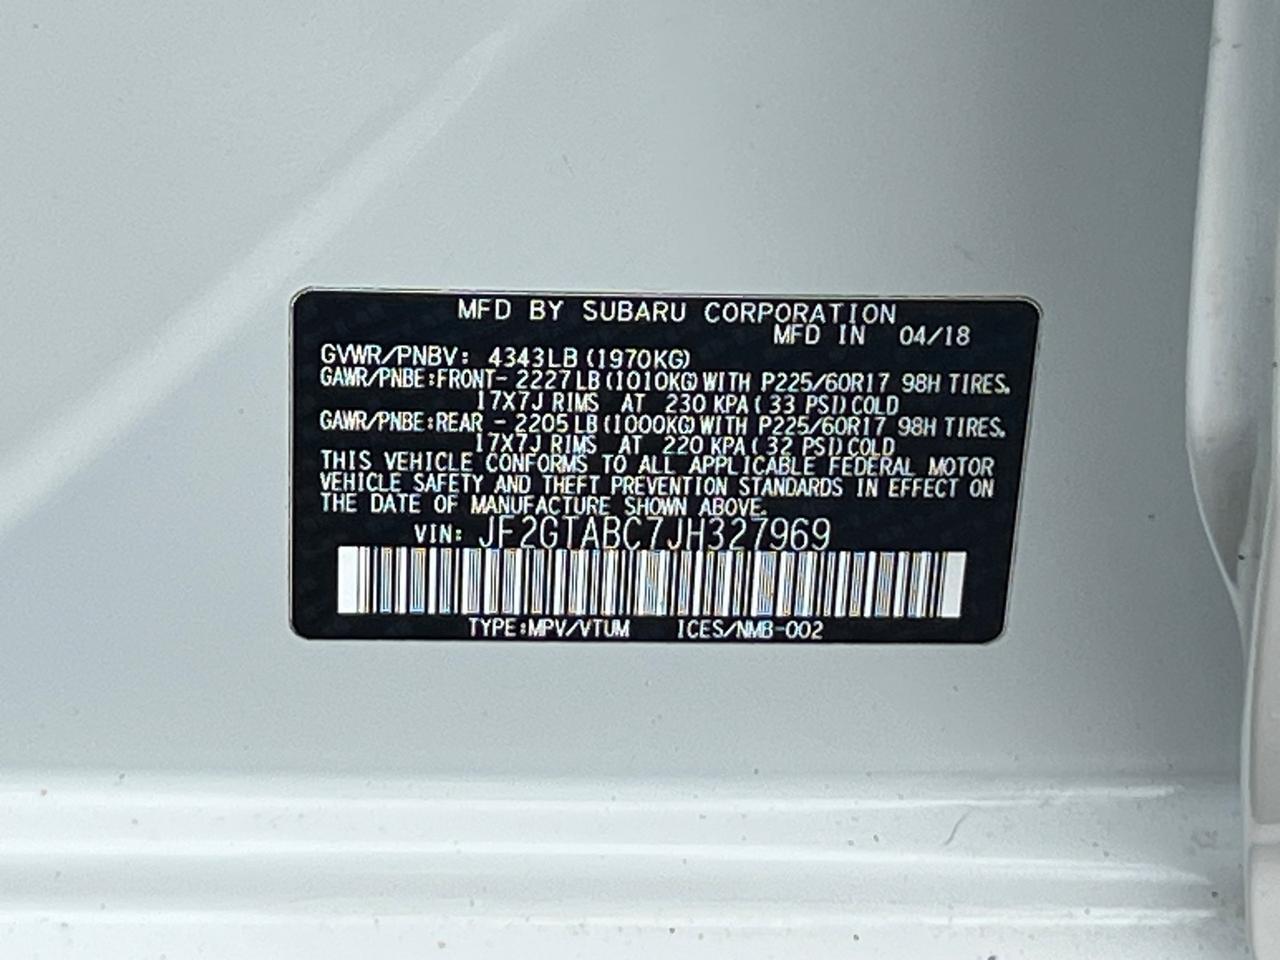 MFD BY SUBARU CORPORATION
MFD IN 04/18
GVWR/PNBV: 4343LB (1970KG)
GAWR/PNBE:FRONT- 2227LB (1010KG) WITH P225/60R17 98H TIRES.
17X7J RIMS AT 230 KPA ( 33 PSI) COLD
GAWR/PNBE:REAR - 2205LB (1000KG) WITH P225/60R17 98H TIRES.
17X7J RIMS AT 220 KPA ( 32 PSI) COLD
THIS VEHICLE CONFORMS TO ALL APPLICABLE FEDERAL MOTOR
VEHICLE SAFETY AND THEFT PREVENTION STANDARDS IN EFFECT ON
THE DATE OF MANUFACTURE SHOWN ABOVE.
VIN: JF2GTABC7JH327969
TYPE:MPV/VTUM ICES/NMB-002